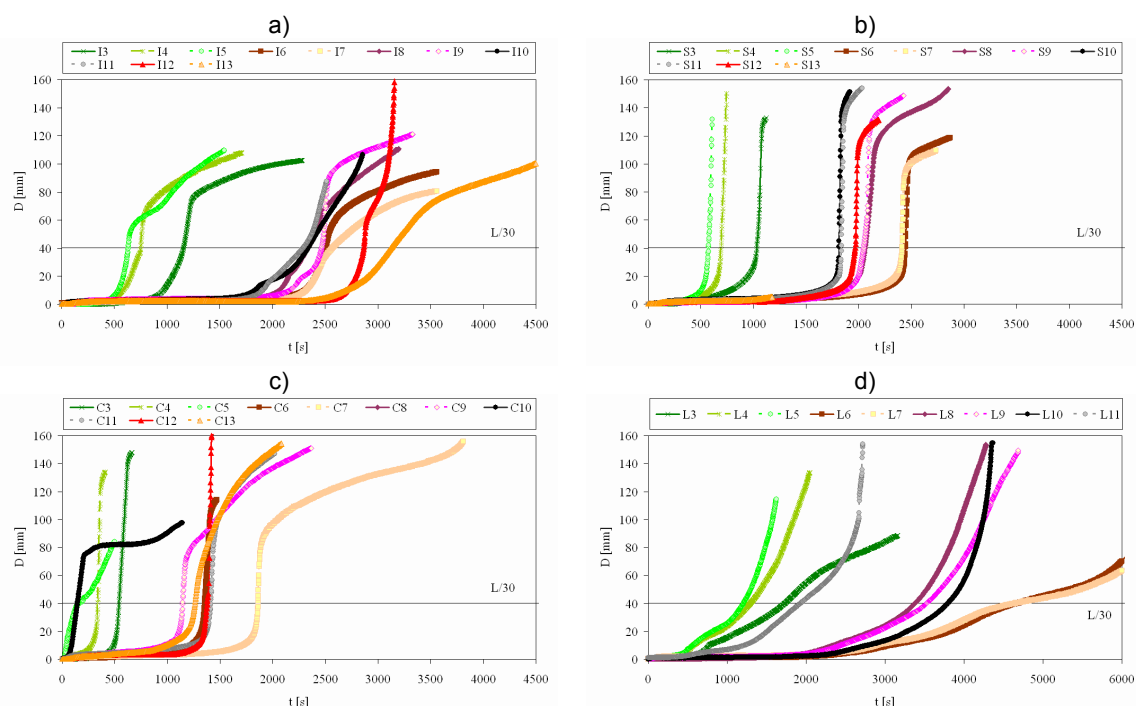 a)
I3 I4 I5 I6 I7 I8 I9 I10
I11 I12 I13
160
140
120
100
80
60
40
20
0
D [mm]
L/30
0 500 1000 1500 2000 2500 3000 3500 4000 4500
t [s]
b)
S3 S4 S5 S6 S7 S8 S9 S10
S11 S12 S13
160
140
120
100
80
60
40
20
0
D [mm]
L/30
0 500 1000 1500 2000 2500 3000 3500 4000 4500
t [s]
c)
C3 C4 C5 C6 C7 C8 C9 C10
C11 C12 C13
160
140
120
100
80
60
40
20
0
D [mm]
L/30
0 500 1000 1500 2000 2500 3000 3500 4000 4500
t [s]
d)
L3 L4 L5 L6 L7 L8 L9 L10 L11
160
140
120
100
80
60
40
20
0
D [mm]
L/30
0 1000 2000 3000 4000 5000 6000
t [s]